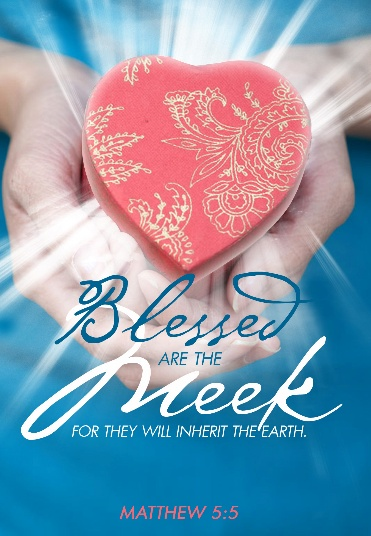 Blessed
ARE THE
Meek
FOR THEY WILL INHERIT THE EARTH.
MATTHEW 5:5